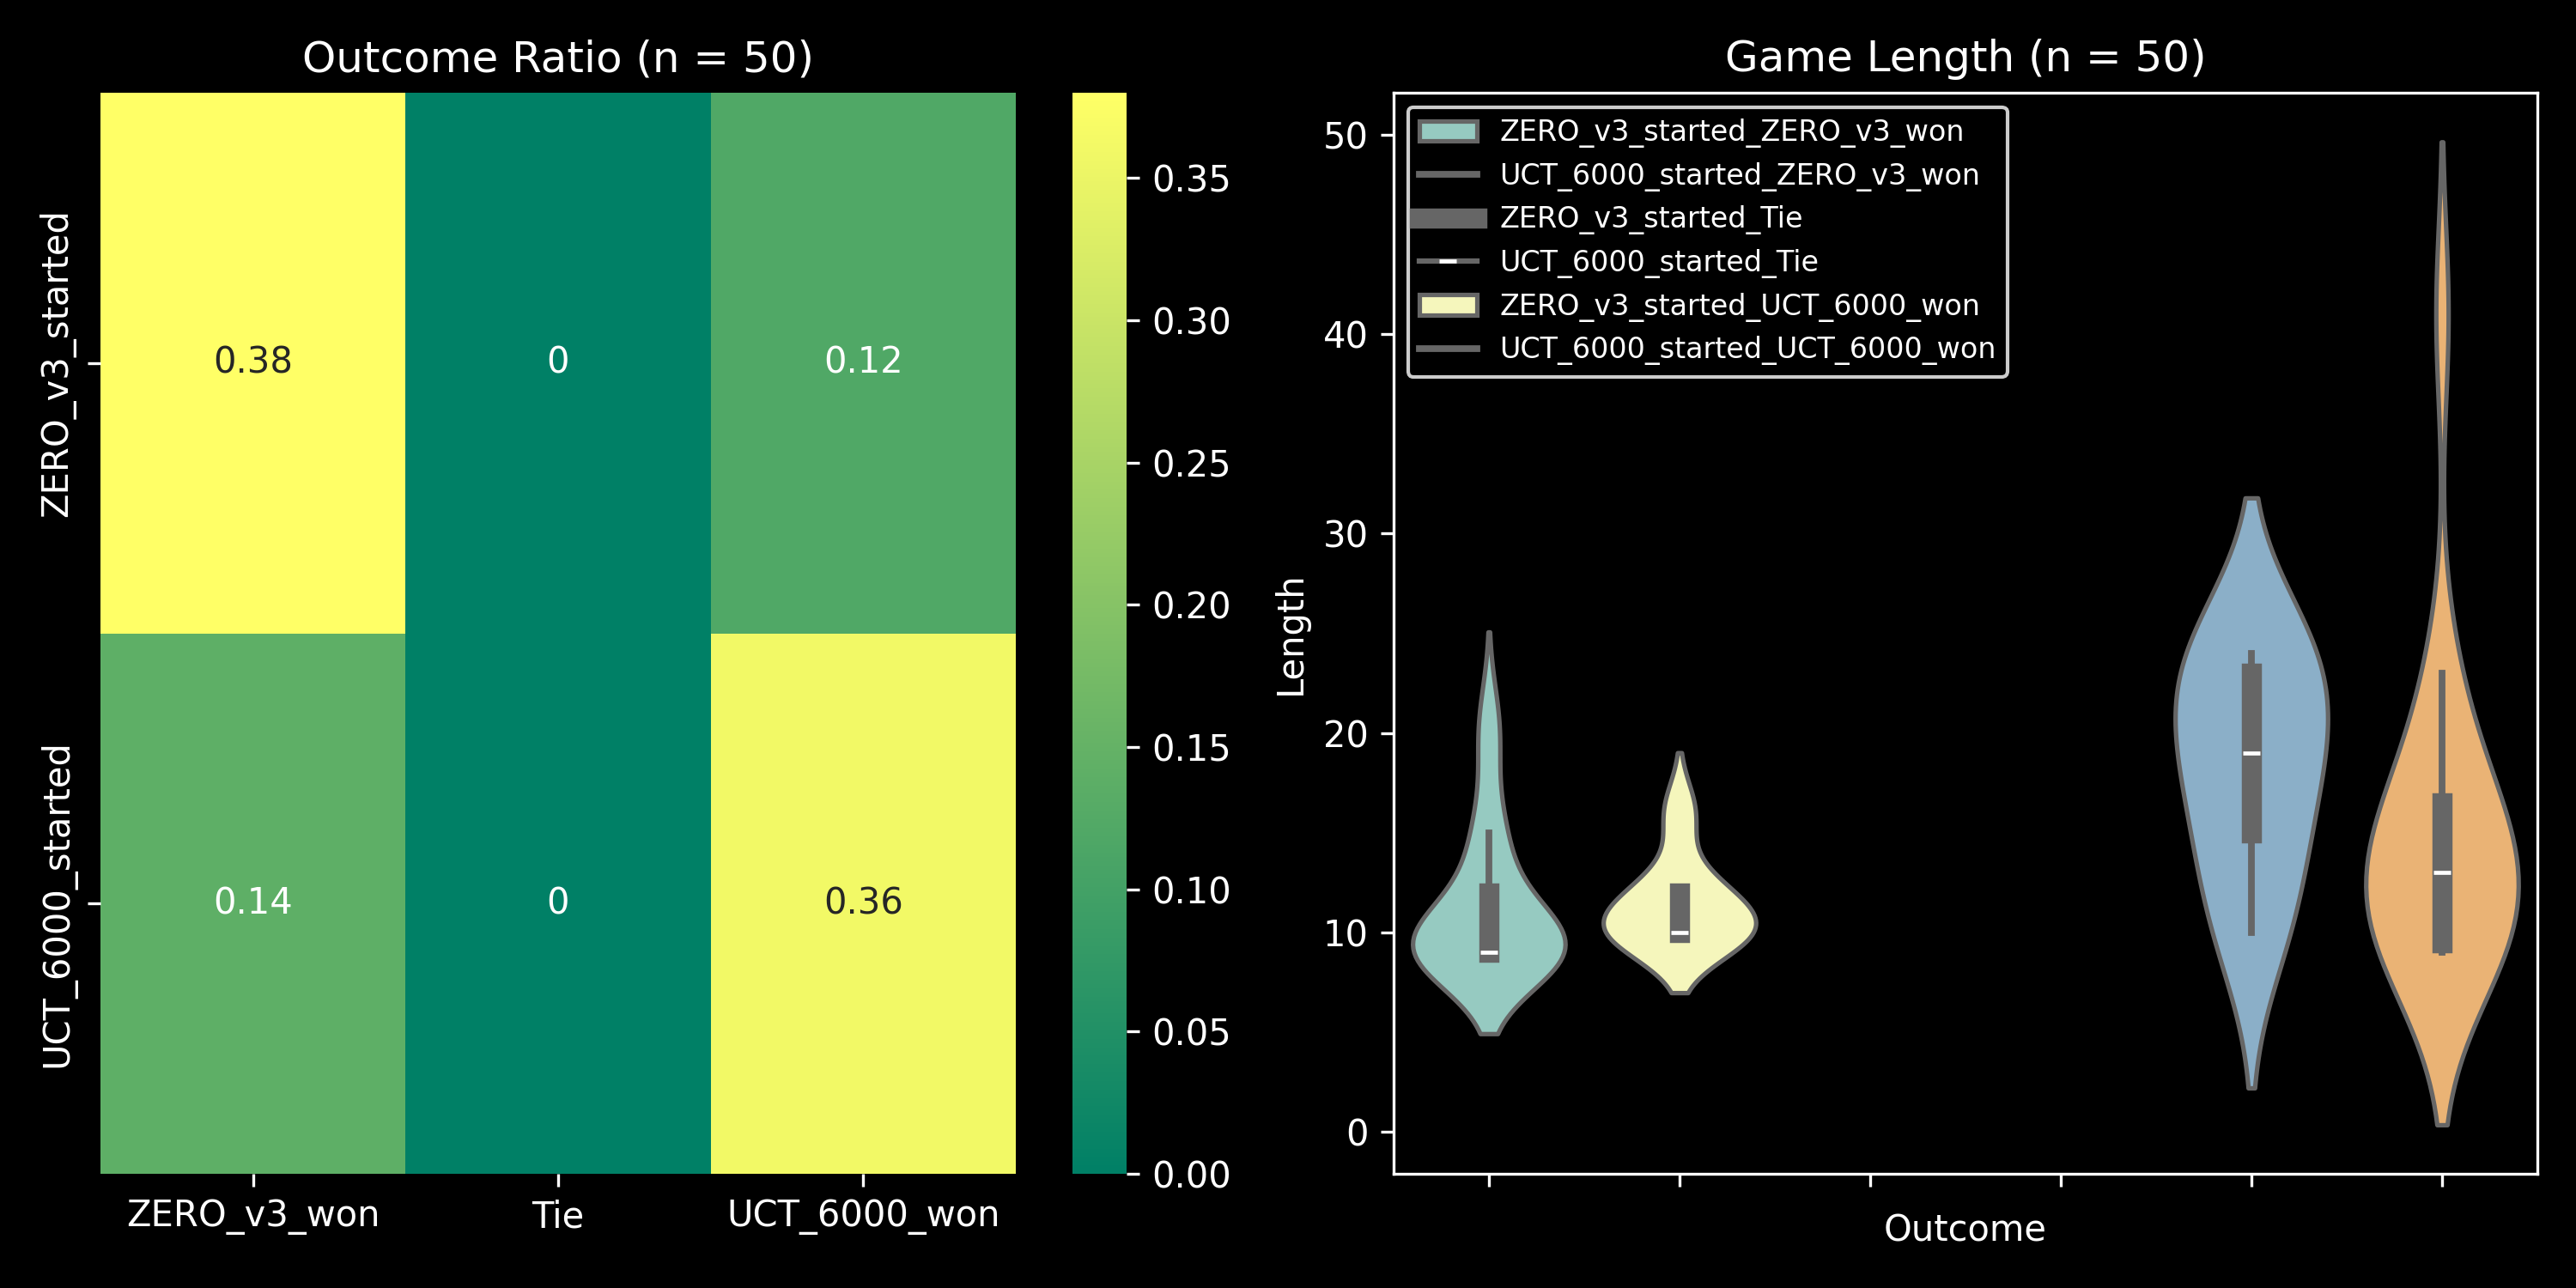 Outcome Ratio (n = 50)
ZERO_v3_started
UCT_6000_started
0.38
0
0.12
0.14
0
0.36
ZERO_v3_won
Tie
UCT_6000_won
0.35
0.30
0.25
0.20
0.15
0.10
0.05
0.00
Game Length (n = 50)
Length
50
40
30
20
10
0
ZERO_v3_started_ZERO_v3_won
UCT_6000_started_ZERO_v3_won
ZERO_v3_started_Tie
UCT_6000_started_Tie
ZERO_v3_started_UCT_6000_won
UCT_6000_started_UCT_6000_won
Outcome